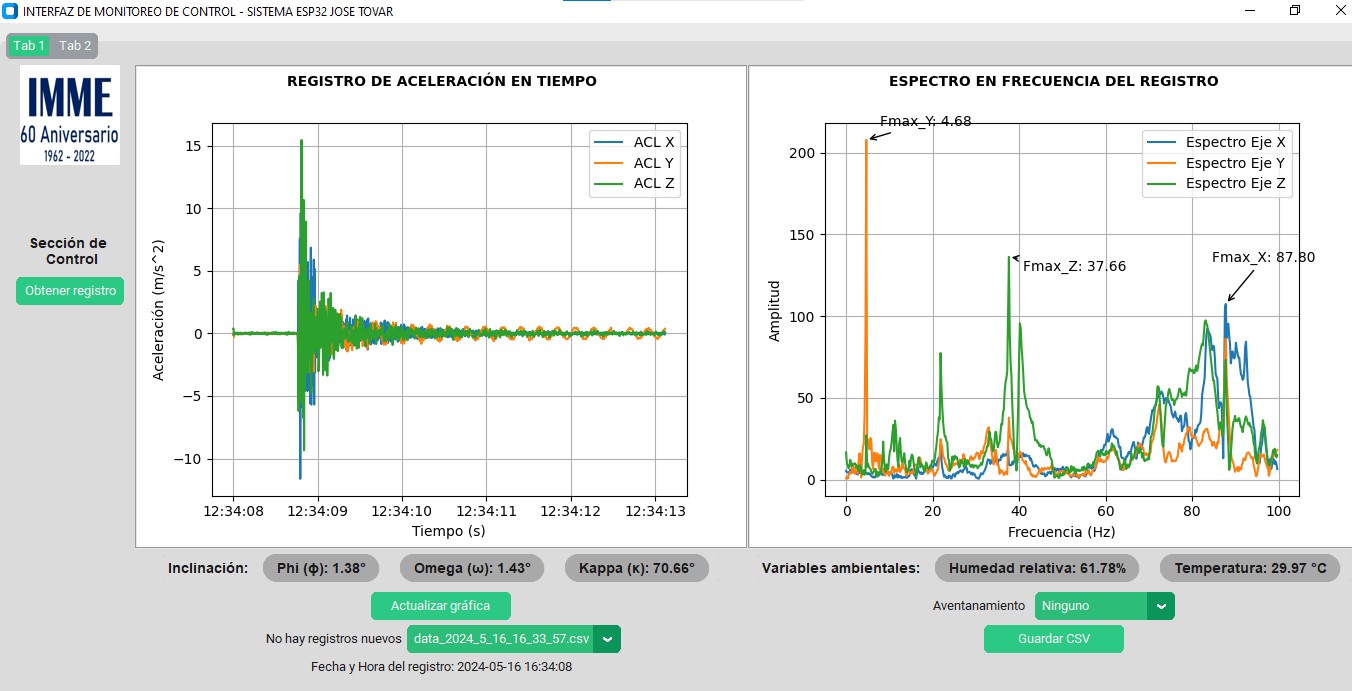 INTERFAZ DE MONITOREO DE CONTROL - SISTEMA ESP32 JOSE TOVAR
Tab 1 Tab 2
IMME
60 Aniversario
1962 - 2022
Sección de
Control
Obtener registro
REGISTRO DE ACELERACIÓN EN TIEMPO
ACL X
ACL Y
ACL Z
Aceleración (m/s^2)
15
10
5
0
−5
−10
12:34:08 12:34:09 12:34:10 12:34:11 12:34:12 12:34:13
Tiempo (s)
ESPECTRO EN FRECUENCIA DEL REGISTRO
Fmax_Y: 4.68
Espectro Eje X
Espectro Eje Y
Espectro Eje Z
Fmax_Z: 37.66
Fmax_X: 87.80
Amplitud
200
150
100
50
0
0 20 40 60 80 100
Frecuencia (Hz)
Inclinación: Phi (ϕ): 1.38° Omega (ω): 1.43° Kappa (κ): 70.66°
Variables ambientales: Humedad relativa: 61.78% Temperatura: 29.97 °C
Actualizar gráfica
Aventanamiento Ninguno
No hay registros nuevos data_2024_5_16_16_33_57.csv
Guardar CSV
Fecha y Hora del registro: 2024-05-16 16:34:08